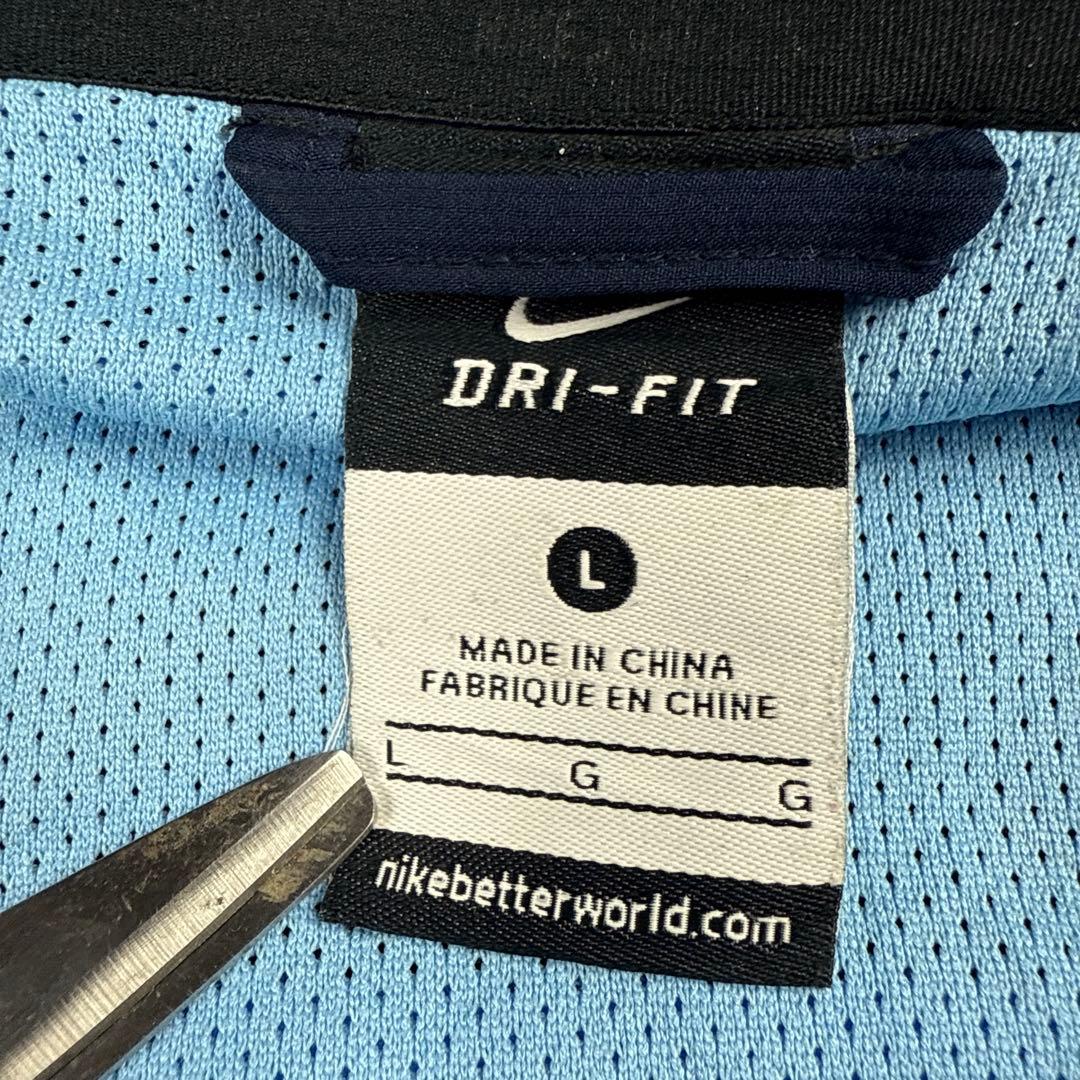 DRI-FIT
L
MADE IN CHINA
FABRIQUE EN CHINE
L G G
nikebetterworld.com